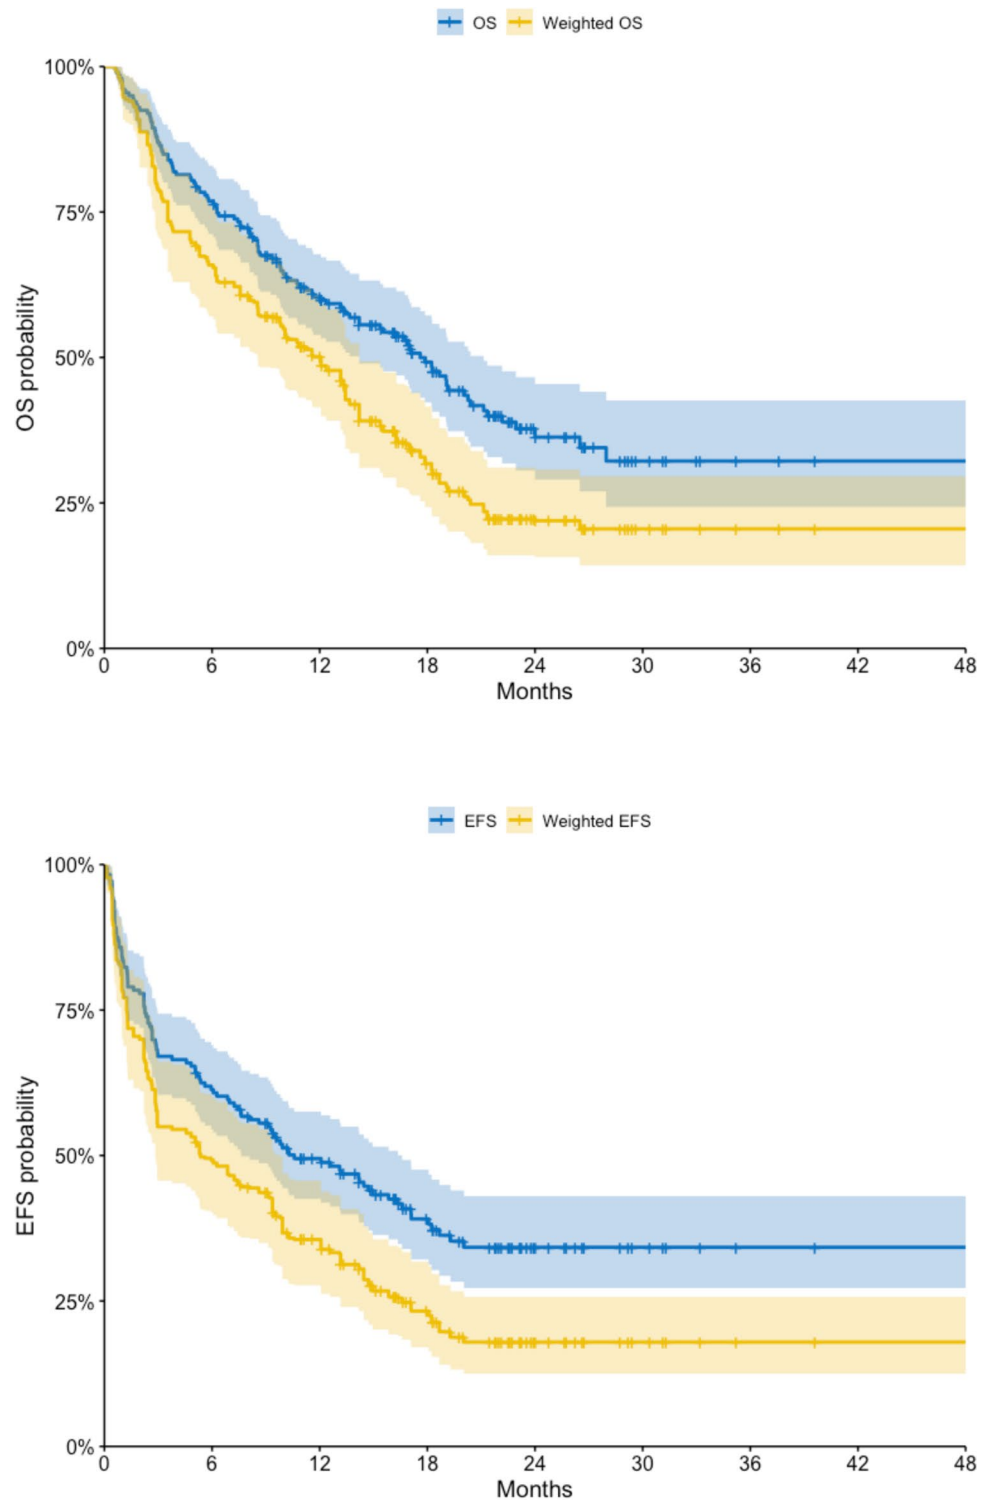 OS Weighted OS
100%
75%
50%
25%
0%
OS probability
0 6 12 18 24 30 36 42 48
Months
EFS Weighted EFS
100%
75%
50%
25%
0%
EFS probability
0 6 12 18 24 30 36 42 48
Months